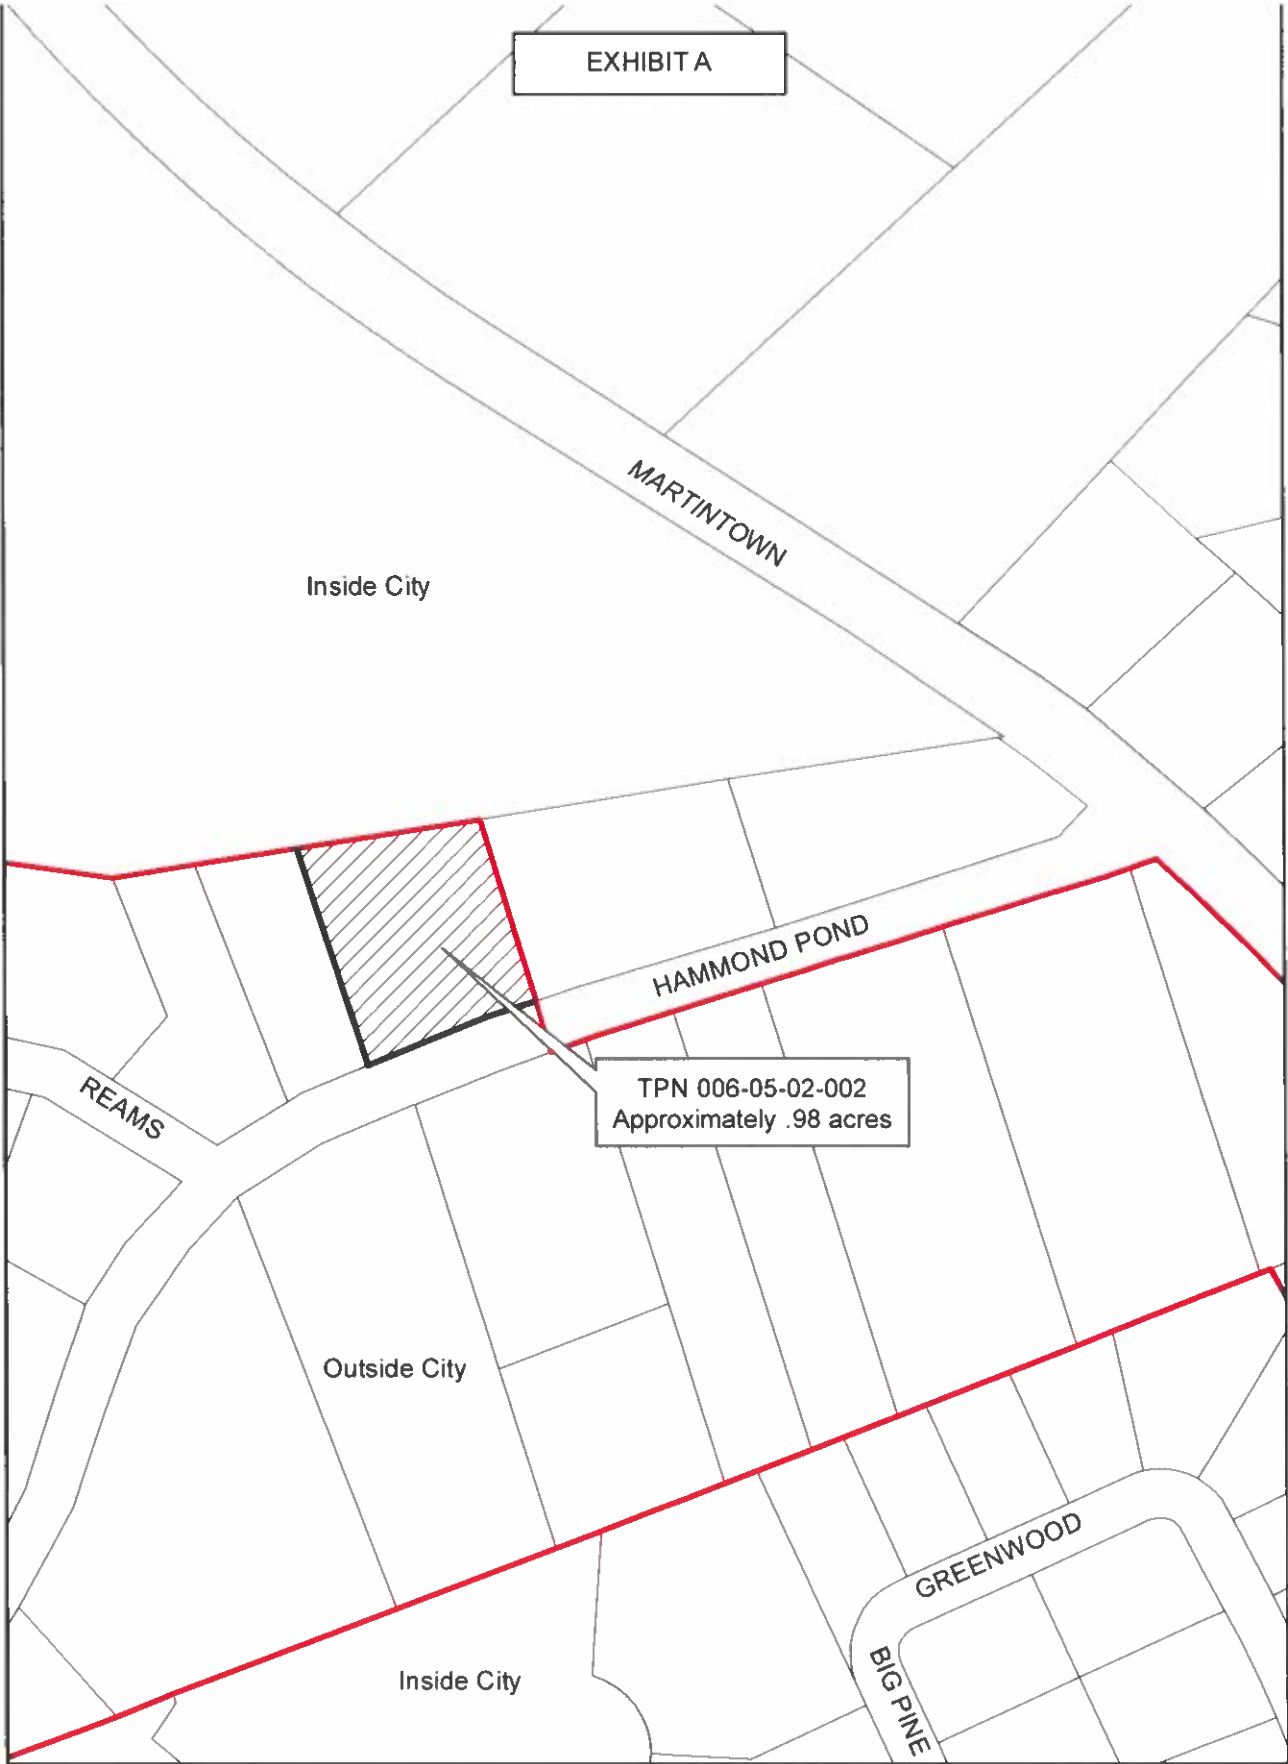 EXHIBIT A
MARTINTOWN
Inside City
HAMMOND POND
TPN 006-05-02-002
Approximately .98 acres
REAMS
Outside City
GREENWOOD
Inside City
BIG PINE